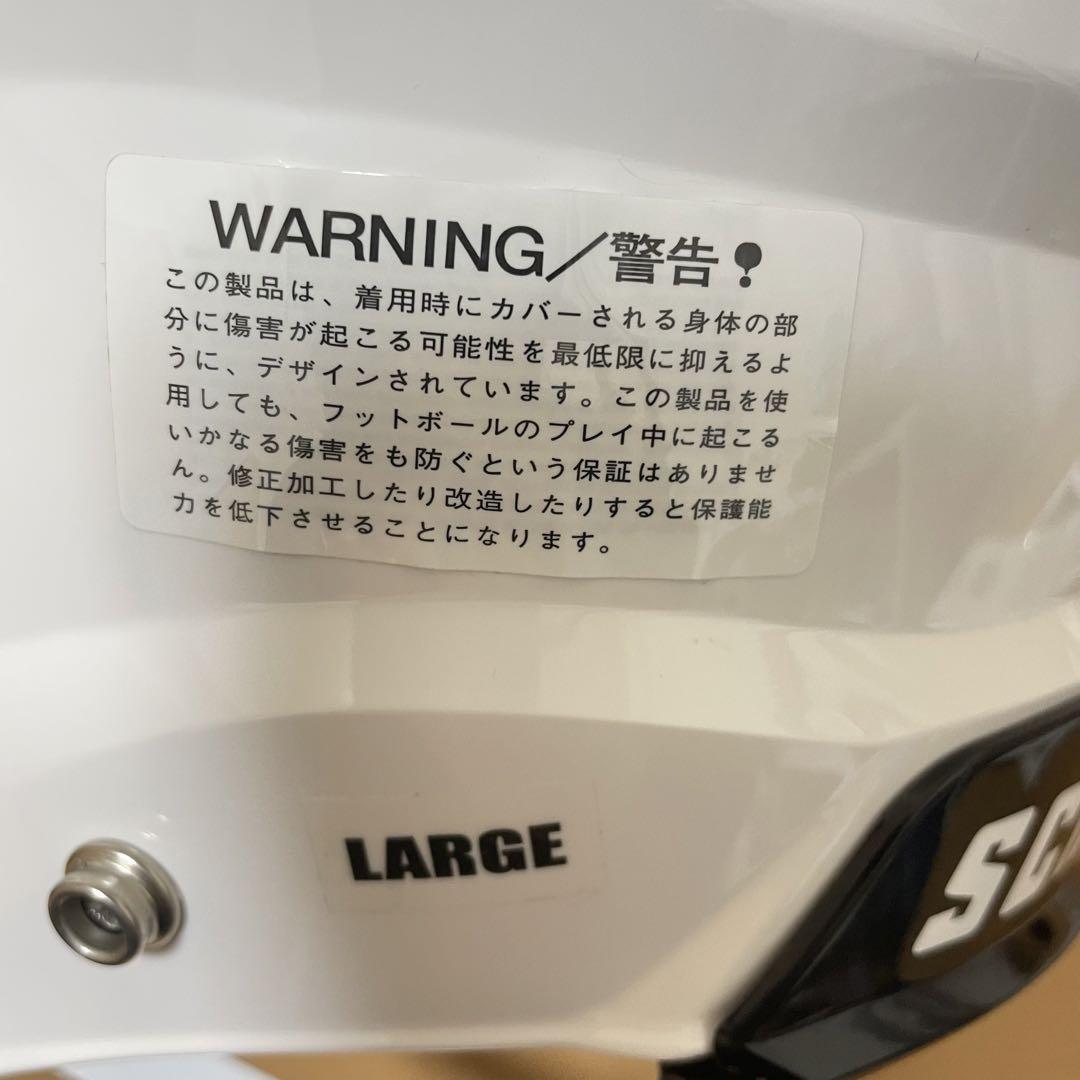 WARNING/警告!
この製品は、着用時にカバーされる身体の部
分に傷害が起こる可能性を最低限に抑えるよ
うに、デザインされています。この製品を使
用しても、フットボールのプレイ中に起こる
いかなる傷害をも防ぐという保証はありませ
ん。修正加工したり改造したりすると保護能
力を低下させることになります。
LARGE